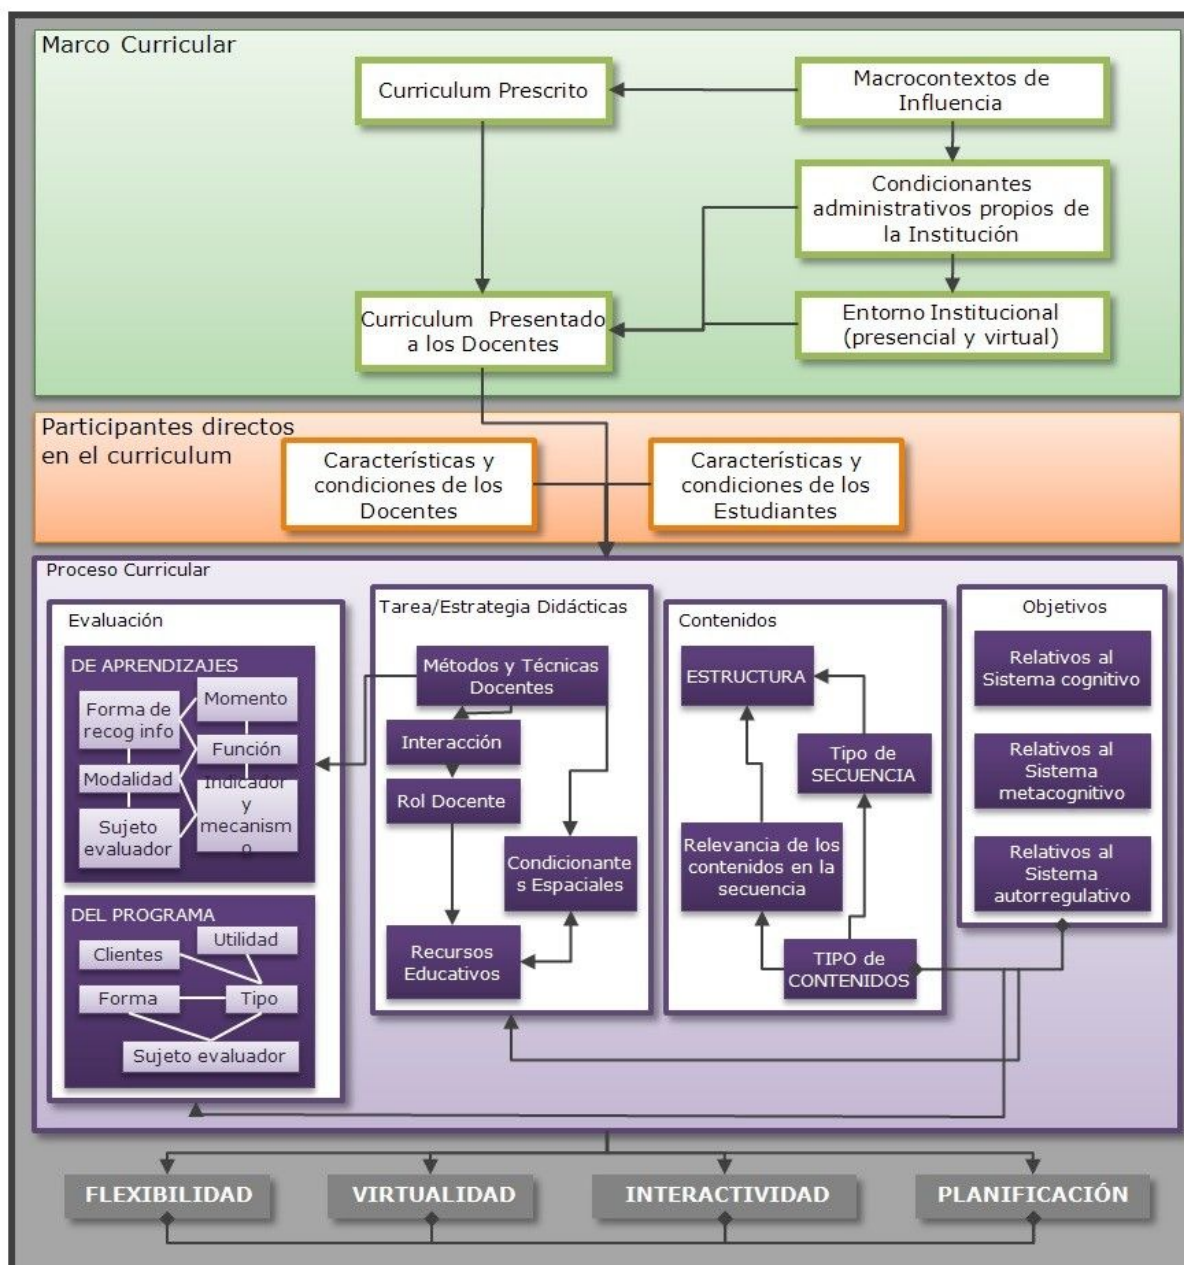 Marco Curricular
Curriculum Prescrito
Macrocontextos de
Influencia
Condicionantes
administrativos propios de
la Institución
Curriculum Presentado
a los Docentes
Entorno Institucional
(presencial y virtual)
Participantes directos
en el curriculum
Características y
condiciones de los
Docentes
Características y
condiciones de los
Estudiantes
Proceso Curricular
Evaluación
DE APRENDIZAJES
Forma de
recog info
Momento
Función
Modalidad
Indicador
y
mecanism
o
Sujeto
evaluador
DEL PROGRAMA
Clientes
Utilidad
Forma
Tipo
Sujeto evaluador
Tarea/Estrategia Didácticas
Métodos y Técnicas
Docentes
Interacción
Rol Docente
Condicionante
s Espaciales
Recursos
Educativos
Contenidos
ESTRUCTURA
Tipo de
SECUENCIA
Relevancia de los
contenidos en la
secuencia
TIPO de
CONTENIDOS
Objetivos
Relativos al
Sistema cognitivo
Relativos al
Sistema
metacognitivo
Relativos al
Sistema
autorregulativo
FLEXIBILIDAD
VIRTUALIDAD
INTERACTIVIDAD
PLANIFICACIÓN